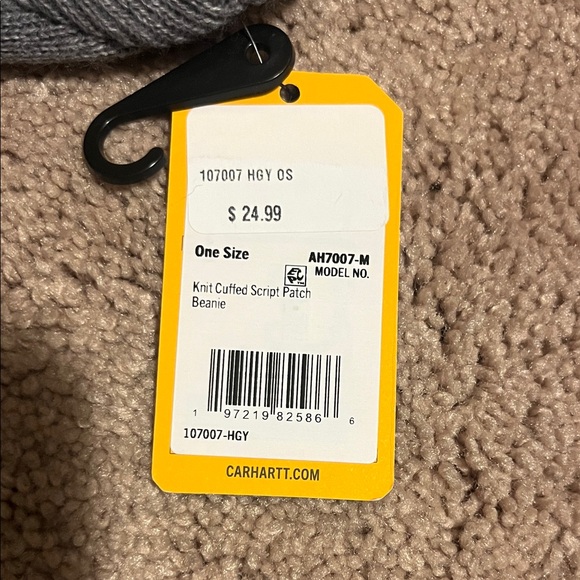 107007 HGY OS
$ 24.99
One Size
AH7007-M
MODEL NO.
Knit Cuffed Script Patch
Beanie
1 97219 82586 6
107007-HGY
CARHARTT.COM